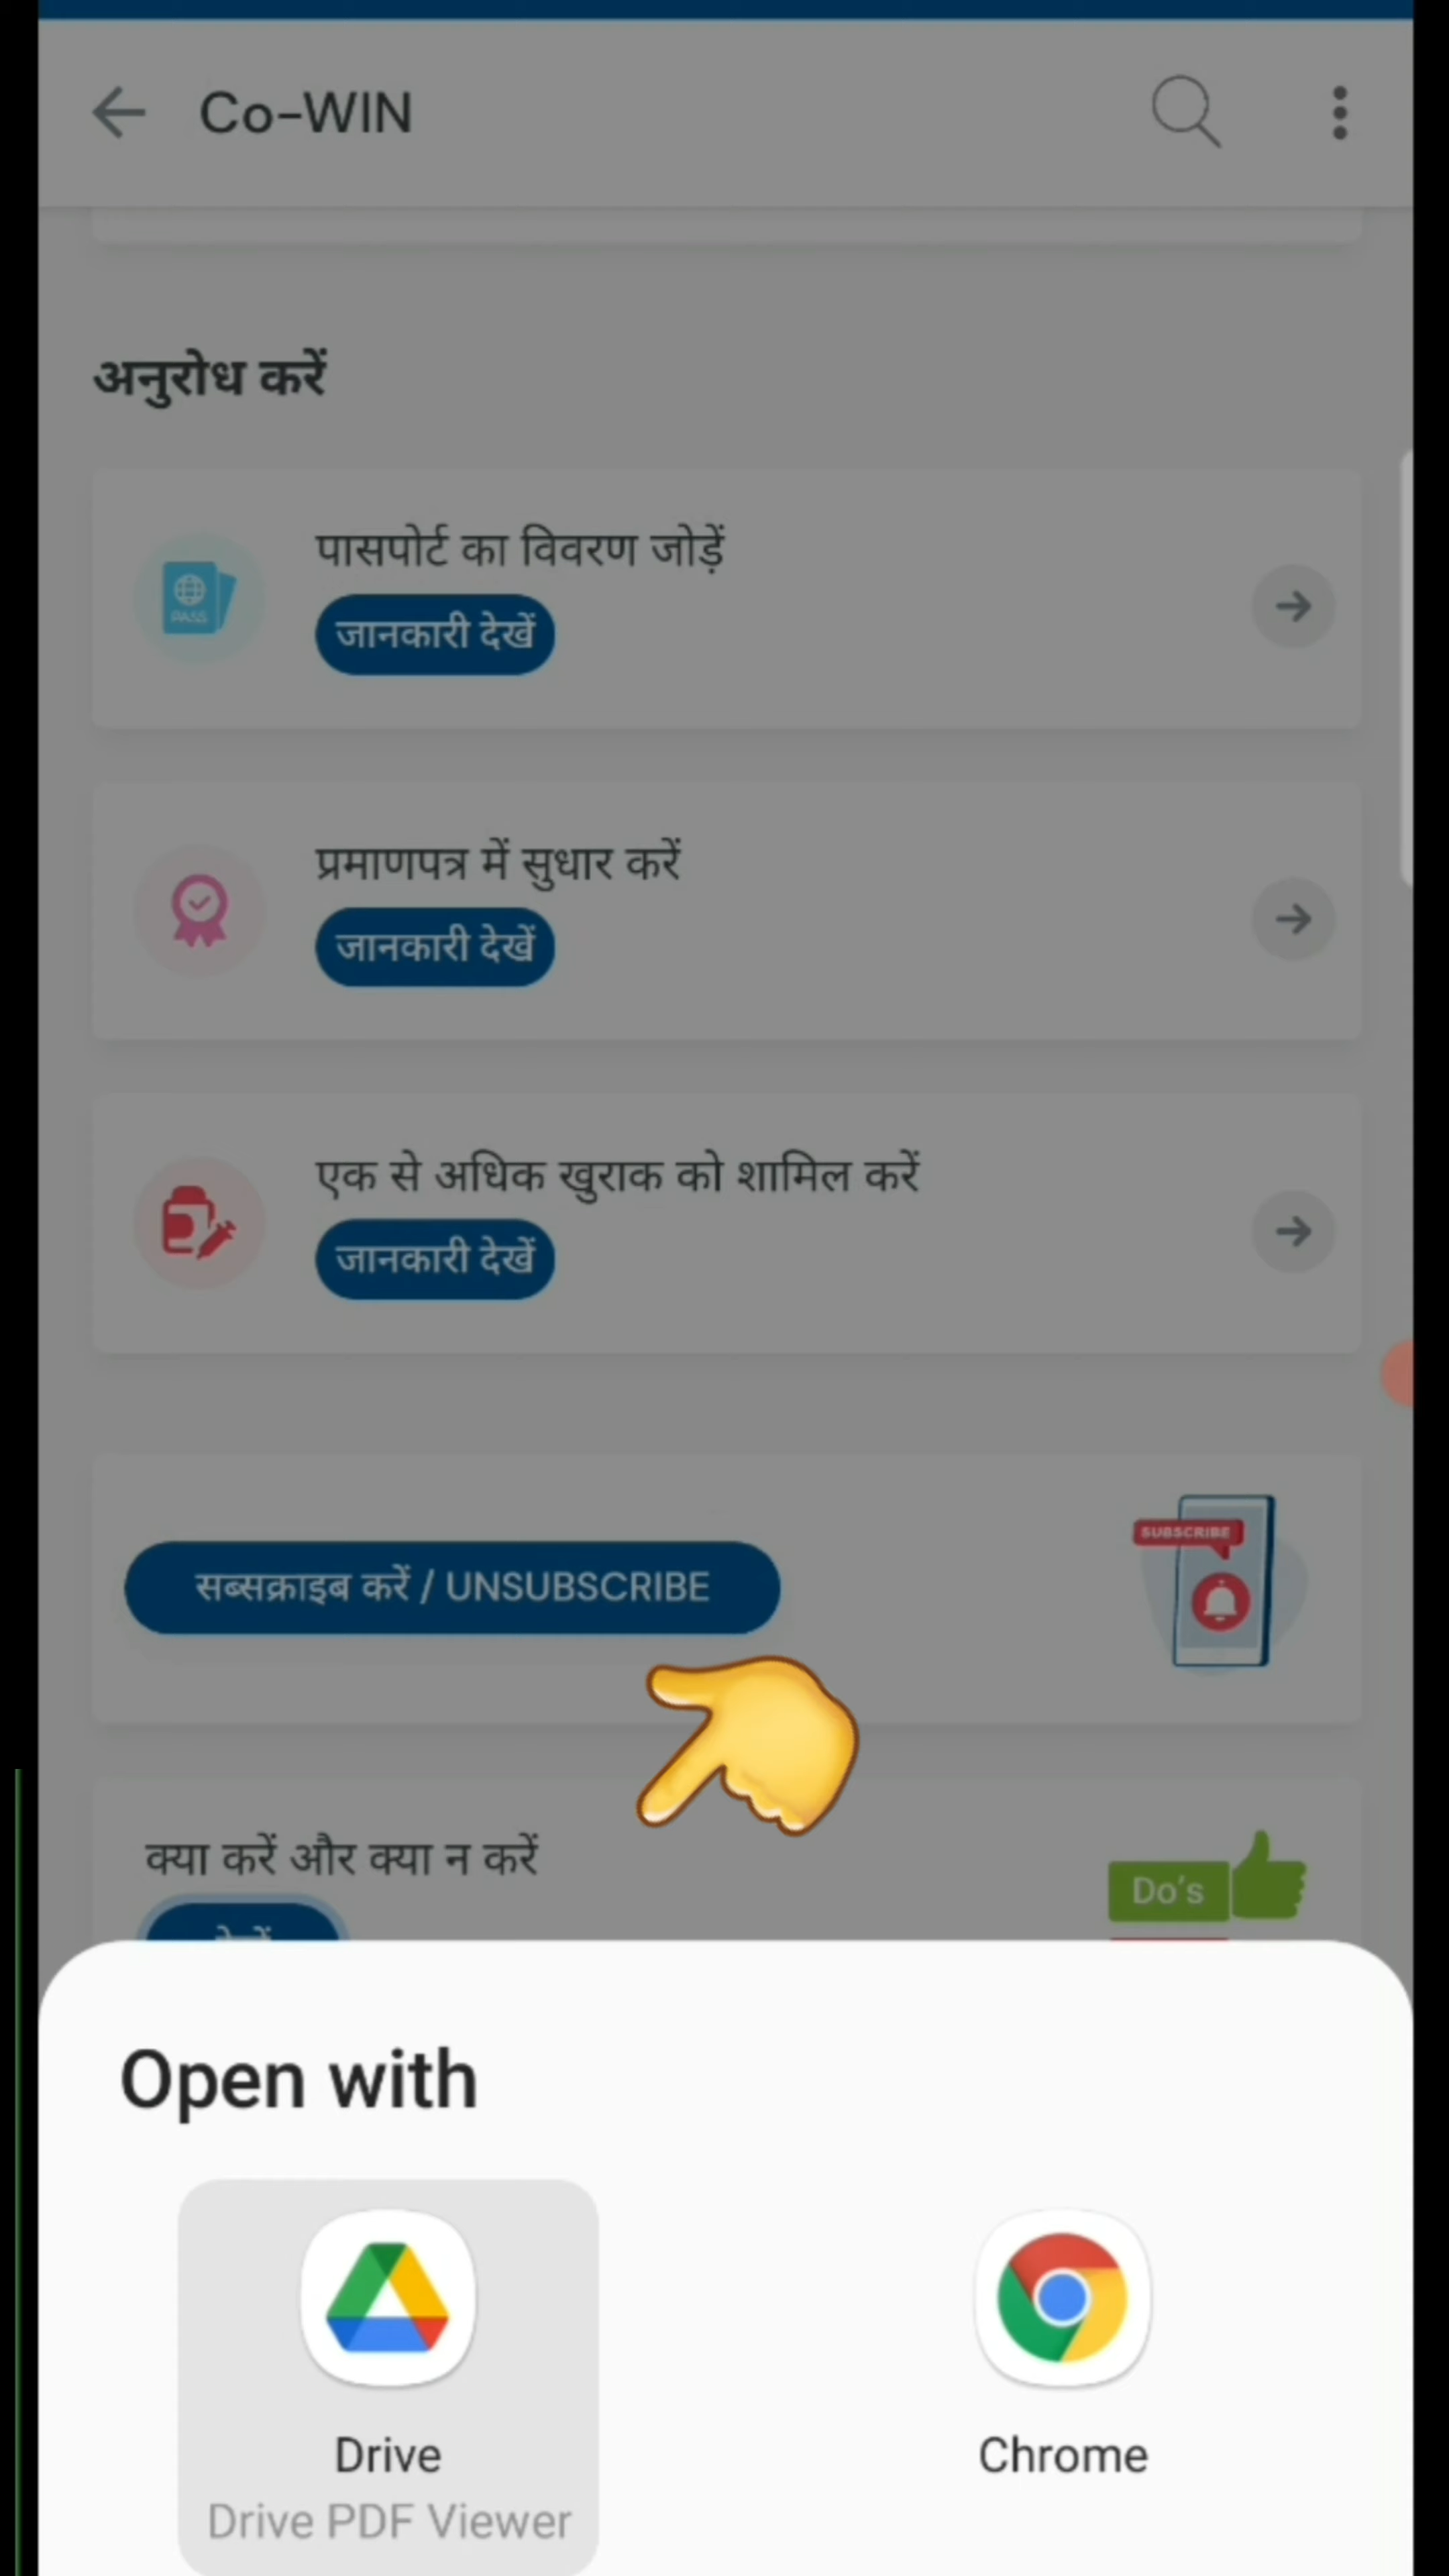 Co-WIN
अनुरोध करें
पासपोर्ट का विवरण जोड़ें
PASS
जानकारी देखें
प्रमाणपत्र में सुधार करें
जानकारी देखें
एक से अधिक खुराक को शामिल करें
जानकारी देखें
SUBSCRIBE
सब्सक्राइब करें / UNSUBSCRIBE
क्या करें और क्या न करें
Do's
Open with
Drive
Chrome
Drive PDF Viewer